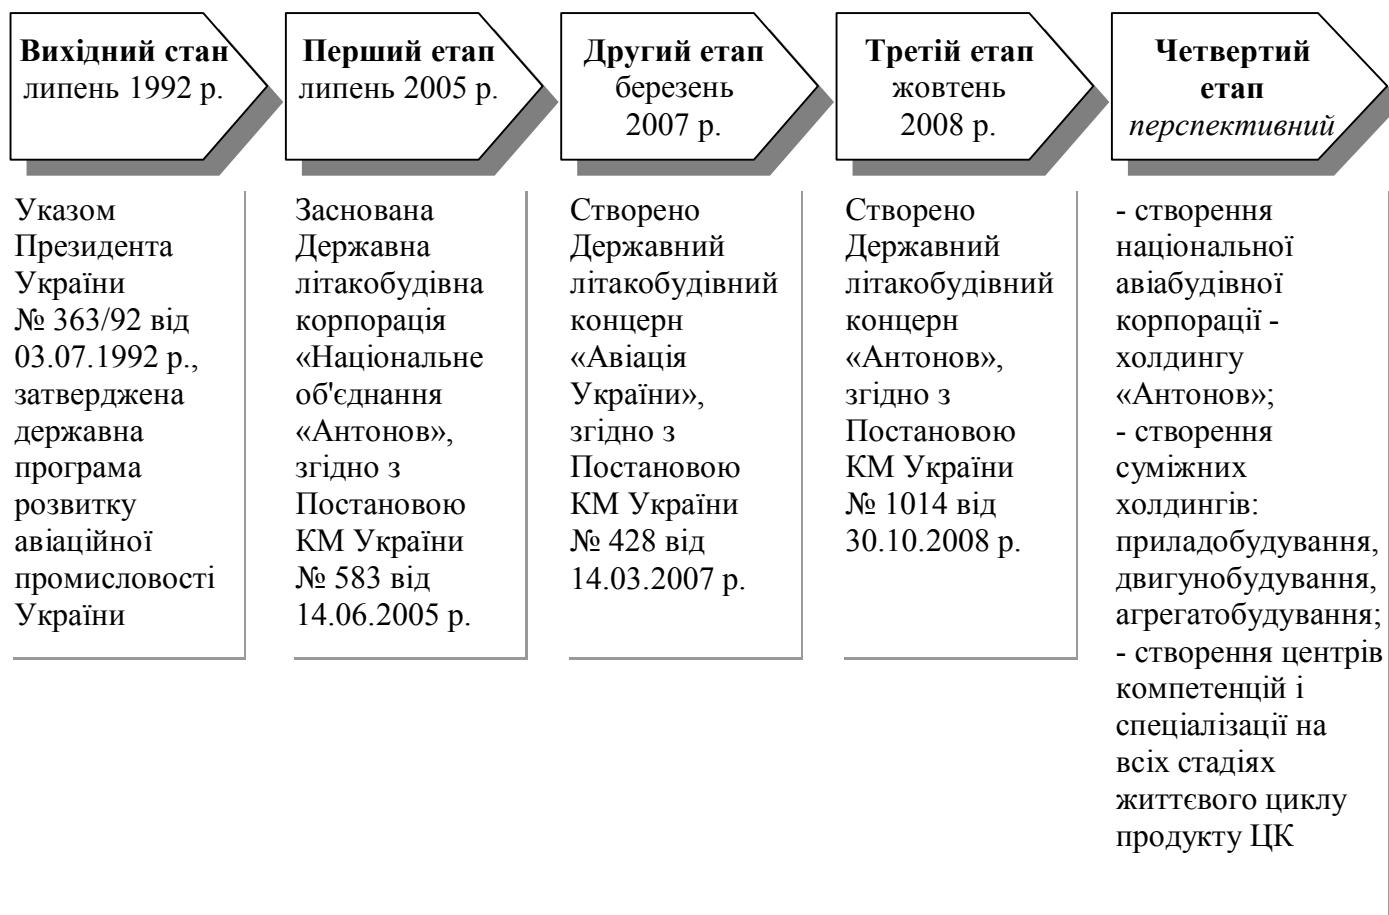 Вихідний стан
липень 1992 р.
Перший етап
липень 2005 р.
Другий етап
березень
2007 р.
Третій етап
жовтень
2008 р.
Четвертий
етап
перспективний
Указом
Президента
України
№ 363/92 від
03.07.1992 р.,
затверджена
державна
програма
розвитку
авіаційної
промисловості
України
Заснована
Державна
літакобудівна
корпорація
«Національне
об'єднання
«Антонов»,
згідно з
Постановою
КМ України
№ 583 від
14.06.2005 р.
Створено
Державний
літакобудівний
концерн
«Авіація
України»,
згідно з
Постановою
КМ України
№ 428 від
14.03.2007 р.
Створено
Державний
літакобудівний
концерн
«Антонов»,
згідно з
Постановою
КМ України
№ 1014 від
30.10.2008 р.
- створення
національної
авіабудівної
корпорації -
холдингу
«Антонов»;
- створення
суміжних
холдингів:
приладобудування,
двигунобудування,
агрегатобудування;
- створення центрів
компетенцій і
спеціалізації на
всіх стадіях
життєвого циклу
продукту ЦК